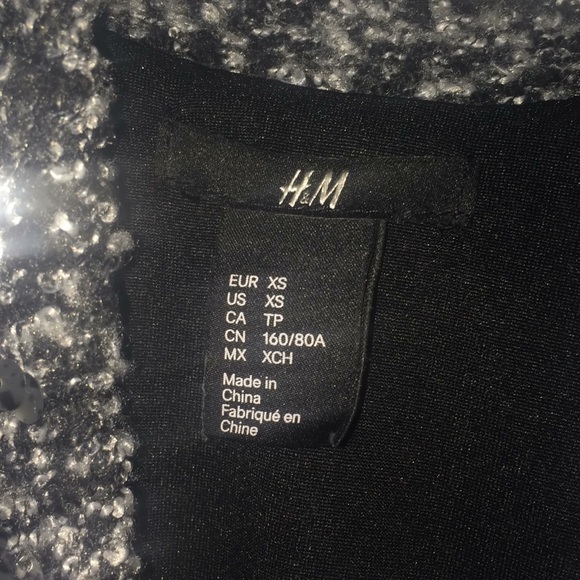 H&M
EUR XS
US XS
CA TP
CN 160/80A
MX XCH
Made in
China
Fabriqué en
Chine